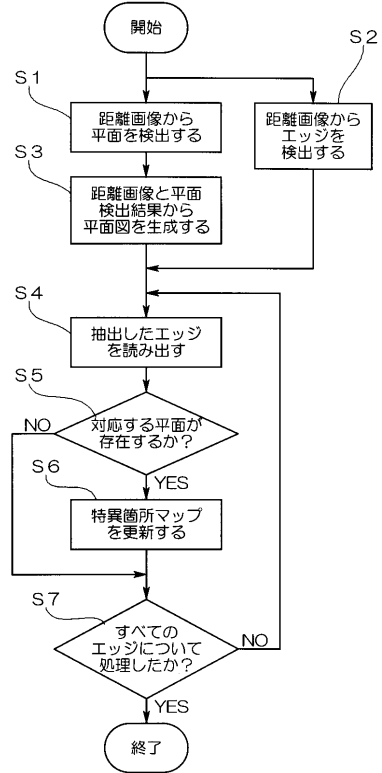 開始
S1
距離画像から
平面を検出する
S2
距離画像から
エッジを
検出する
S3
距離画像と平面
検出結果から
平面図を生成する
S4
抽出したエッジ
を読み出す
S5
対応する平面が
存在するか?
NO
YES
S6
特異箇所マップ
を更新する
S7
すべての
エッジについて
処理したか?
NO
YES
終了